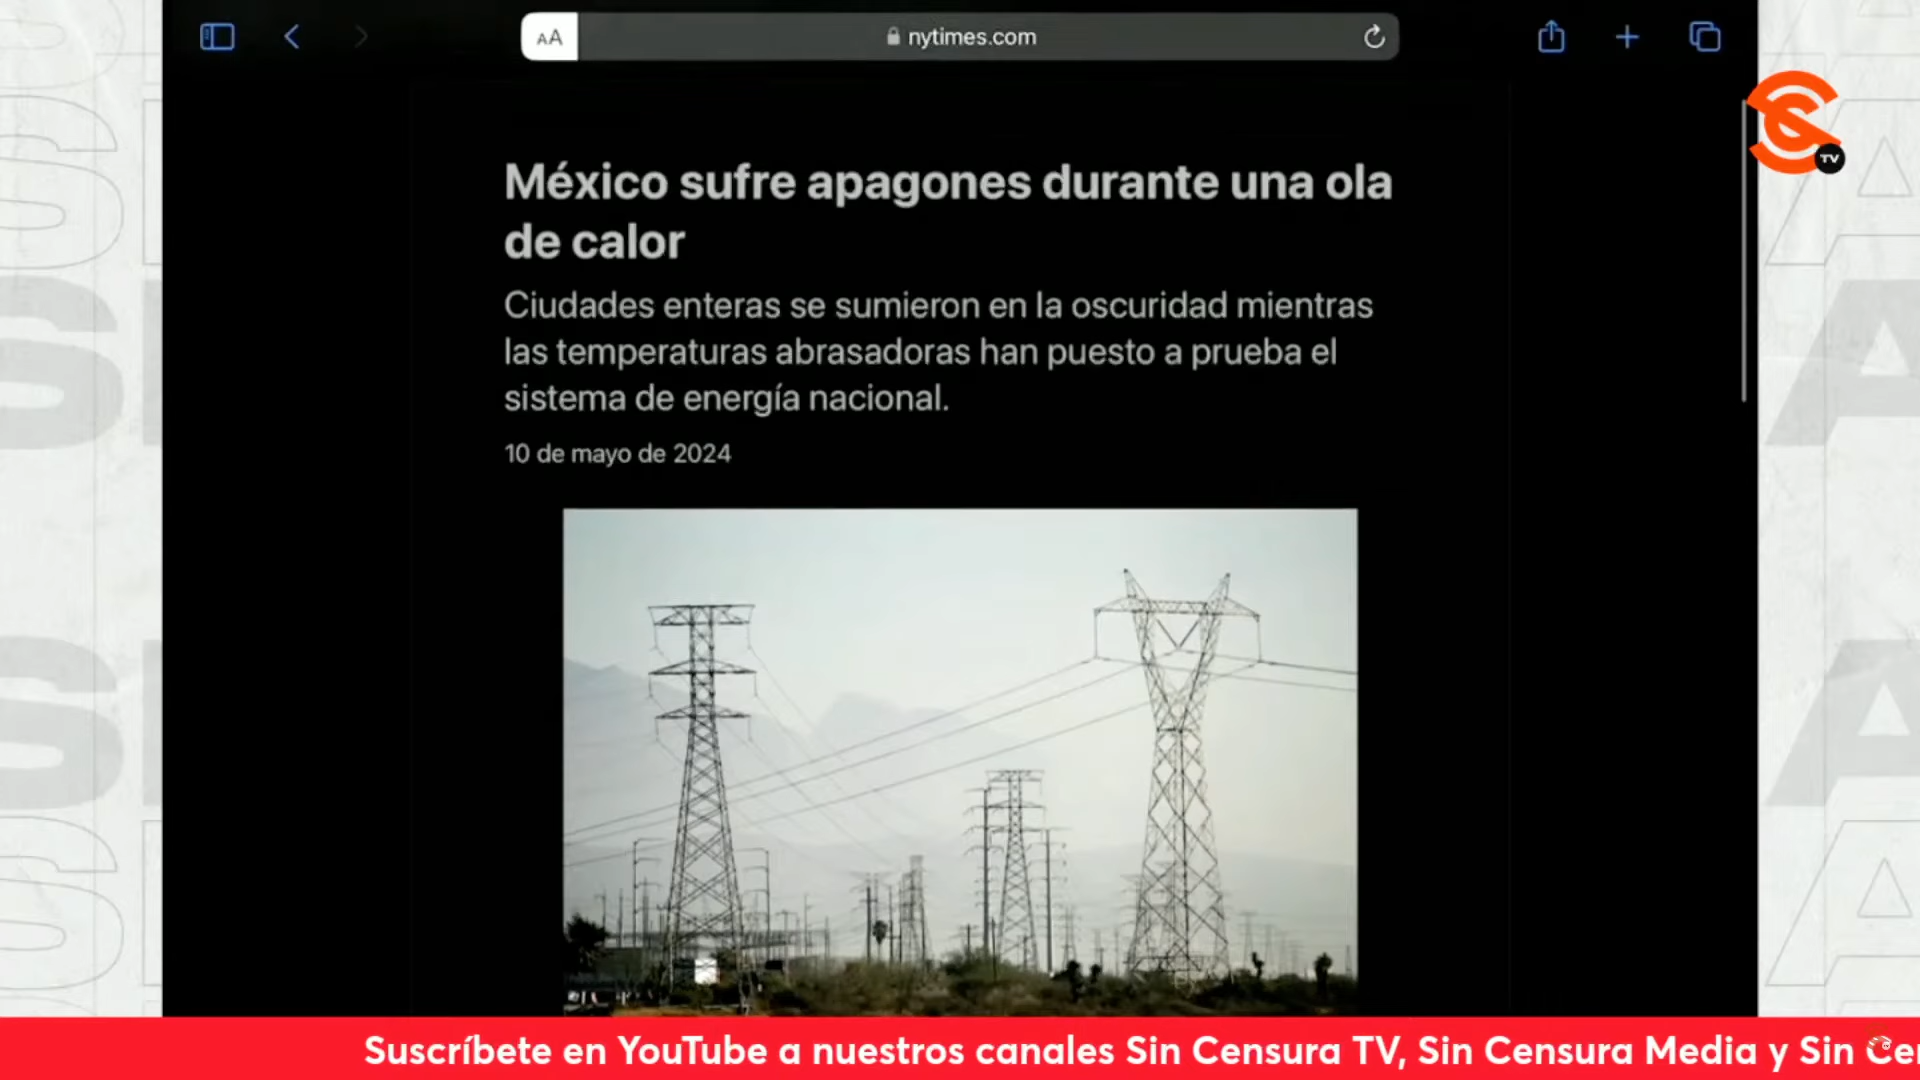 AA
nytimes.com
TV
México sufre apagones durante una ola
de calor
Ciudades enteras se sumieron en la oscuridad mientras
las temperaturas abrasadoras han puesto a prueba el
sistema de energía nacional.
10 de mayo de 2024
Suscríbete en YouTube a nuestros canales Sin Censura TV, Sin Censura Media y Sin